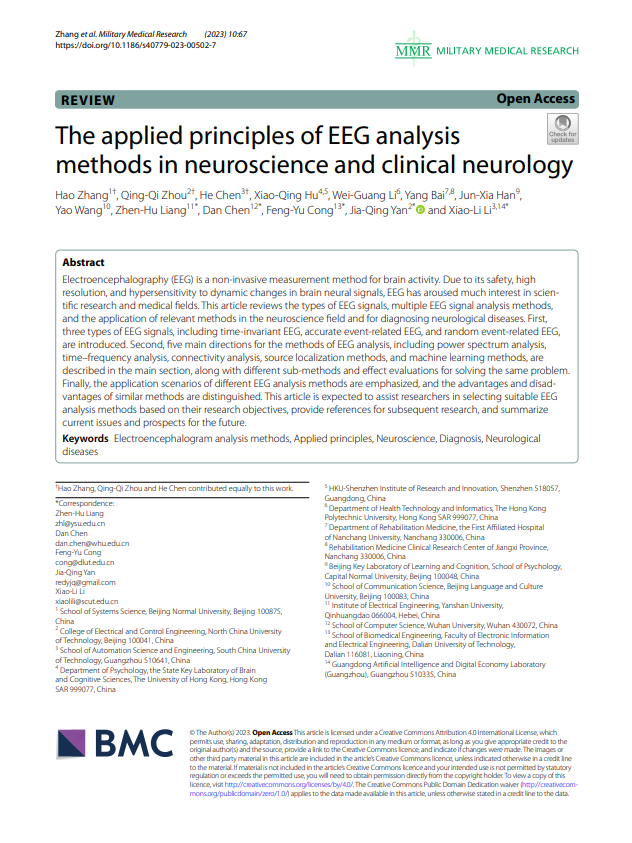 Zhang et al. Military Medical Research (2023) 10:67
https://doi.org/10.1186/s40779-023-00502-7
MMR MILITARY MEDICAL RESEARCH
REVIEW Open Access
Check for
updates
The applied principles of EEG analysis
methods in neuroscience and clinical neurology
Hao Zhang1†, Qing-Qi Zhou2†, He Chen3†, Xiao-Qing Hu4,5, Wei-Guang Li6, Yang Bai7,8, Jun-Xia Han9,
Yao Wang10, Zhen-Hu Liang11*, Dan Chen12*, Feng-Yu Cong13*, Jia-Qing Yan2* and Xiao-Li Li3,14*
Abstract
Electroencephalography (EEG) is a non-invasive measurement method for brain activity. Due to its safety, high
resolution, and hypersensitivity to dynamic changes in brain neural signals, EEG has aroused much interest in scien-
tific research and medical fields. This article reviews the types of EEG signals, multiple EEG signal analysis methods,
and the application of relevant methods in the neuroscience field and for diagnosing neurological diseases. First,
three types of EEG signals, including time-invariant EEG, accurate event-related EEG, and random event-related EEG,
are introduced. Second, five main directions for the methods of EEG analysis, including power spectrum analysis,
time–frequency analysis, connectivity analysis, source localization methods, and machine learning methods, are
described in the main section, along with different sub-methods and effect evaluations for solving the same problem.
Finally, the application scenarios of different EEG analysis methods are emphasized, and the advantages and disad-
vantages of similar methods are distinguished. This article is expected to assist researchers in selecting suitable EEG
analysis methods based on their research objectives, provide references for subsequent research, and summarize
current issues and prospects for the future.
Keywords Electroencephalogram analysis methods, Applied principles, Neuroscience, Diagnosis, Neurological
diseases
†Hao Zhang, Qing-Qi Zhou and He Chen contributed equally to this work.
*Correspondence:
Zhen-Hu Liang
zhl@ysu.edu.cn
Dan Chen
dan.chen@whu.edu.cn
Feng-Yu Cong
cong@dlut.edu.cn
Jia-Qing Yan
redyjq@gmail.com
Xiao-Li Li
xiaolili@scut.edu.cn
1 School of Systems Science, Beijing Normal University, Beijing 100875,
China
2 College of Electrical and Control Engineering, North China University
of Technology, Beijing 100041, China
3 School of Automation Science and Engineering, South China University
of Technology, Guangzhou 510641, China
4 Department of Psychology, the State Key Laboratory of Brain
and Cognitive Sciences, The University of Hong Kong, Hong Kong
SAR 999077, China
5 HKU-Shenzhen Institute of Research and Innovation, Shenzhen 518057,
Guangdong, China
6 Department of Health Technology and Informatics, The Hong Kong
Polytechnic University, Hong Kong SAR 999077, China
7 Department of Rehabilitation Medicine, the First Affiliated Hospital
of Nanchang University, Nanchang 330006, China
8 Rehabilitation Medicine Clinical Research Center of Jiangxi Province,
Nanchang 330006, China
9 Beijing Key Laboratory of Learning and Cognition, School of Psychology,
Capital Normal University, Beijing 100048, China
10 School of Communication Science, Beijing Language and Culture
University, Beijing 100083, China
11 Institute of Electrical Engineering, Yanshan University,
Qinhuangdao 066004, Hebei, China
12 School of Computer Science, Wuhan University, Wuhan 430072, China
13 School of Biomedical Engineering, Faculty of Electronic Information
and Electrical Engineering, Dalian University of Technology,
Dalian 116081, Liaoning, China
14 Guangdong Artificial Intelligence and Digital Economy Laboratory
(Guangzhou), Guangzhou 510335, China
BMC
© The Author(s) 2023. Open Access This article is licensed under a Creative Commons Attribution 4.0 International License, which
permits use, sharing, adaptation, distribution and reproduction in any medium or format, as long as you give appropriate credit to the
original author(s) and the source, provide a link to the Creative Commons licence, and indicate if changes were made. The images or
other third party material in this article are included in the article's Creative Commons licence, unless indicated otherwise in a credit line
to the material. If material is not included in the article's Creative Commons licence and your intended use is not permitted by statutory
regulation or exceeds the permitted use, you will need to obtain permission directly from the copyright holder. To view a copy of this
licence, visit http://creativecommons.org/licenses/by/4.0/. The Creative Commons Public Domain Dedication waiver (http://creativecom-
mons.org/publicdomain/zero/1.0/) applies to the data made available in this article, unless otherwise stated in a credit line to the data.